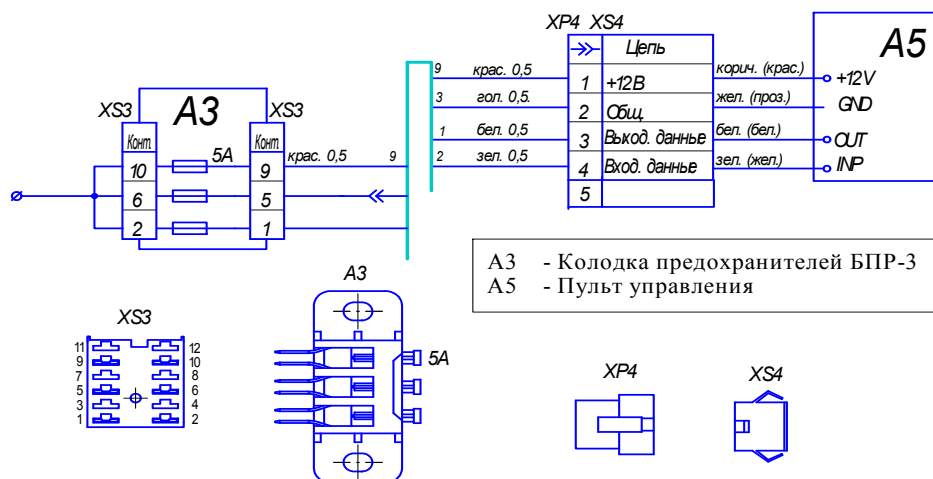 XP4 XS4
Цепь
A5
1 +12В
2 Общ.
3 Выход. данные
4 Вход. данные
5
9 крас. 0,5
3 гол. 0,5.
1 бел. 0,5
2 зел. 0,5
корич. (крас.) +12V
жел. (проз.) GND
бел. (бел.) OUT
зел. (жел.) INP
XS3 A3 XS3
Конт. Конт.
10 5A 9 крас. 0,5 9
6 5
2 1
A3 - Колодка предохранителей БПР-3
A5 - Пульт управления
A3
XS3
5A
11 12
9 10
7 8
5 6
3 4
1 2
XP4
XS4